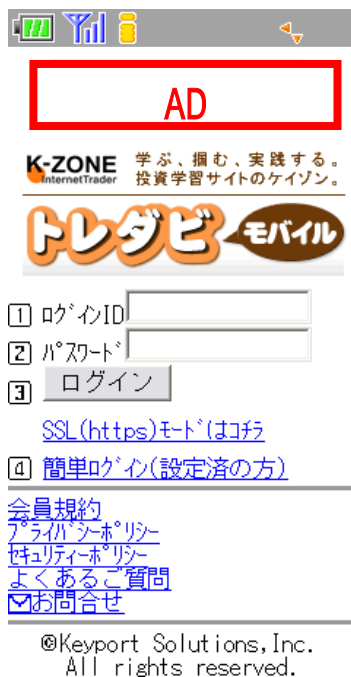 AD
K-ZONE
InternetTrader
学ぶ、掴む、実践する。
投資学習サイトのケイゾン。
トレダビ モバイル
1 ﾛｸﾞｲﾝID
2 ﾊﾟｽﾜｰﾄﾞ
3 ログイン
SSL(https)ﾓｰﾄﾞはｺﾁﾗ
4 簡単ﾛｸﾞｲﾝ(設定済の方)
会員規約
ﾌﾟﾗｲﾊﾞｼｰﾎﾟﾘｼｰ
ｾｷｭﾘﾃｨｰﾎﾟﾘｼｰ
よくあるご質問
お問合せ
©Keyport Solutions,Inc.
All rights reserved.